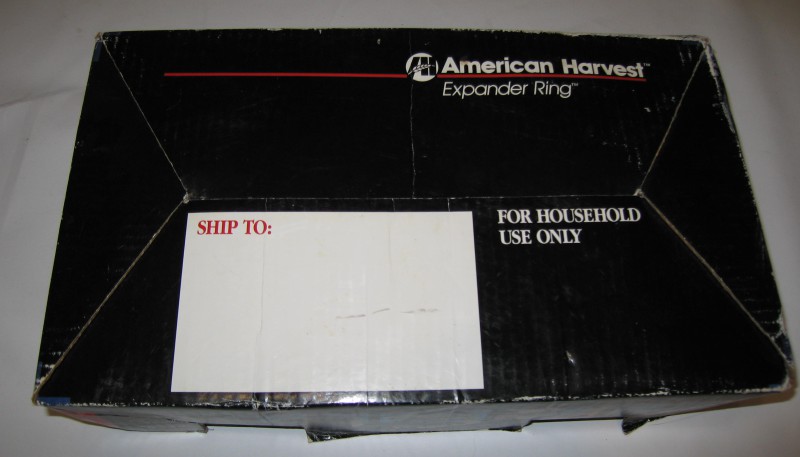 American Harvest™
Expander Ring™
SHIP TO:
FOR HOUSEHOLD
USE ONLY